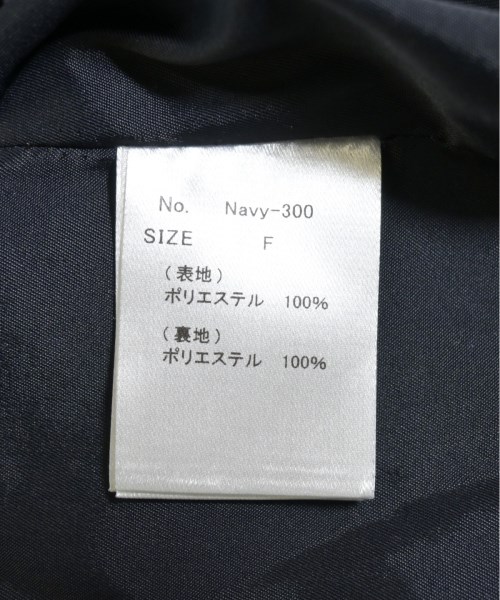 No. Navy-300
SIZE F
(表地)
ポリエステル 100%
(裏地)
ポリエステル 100%